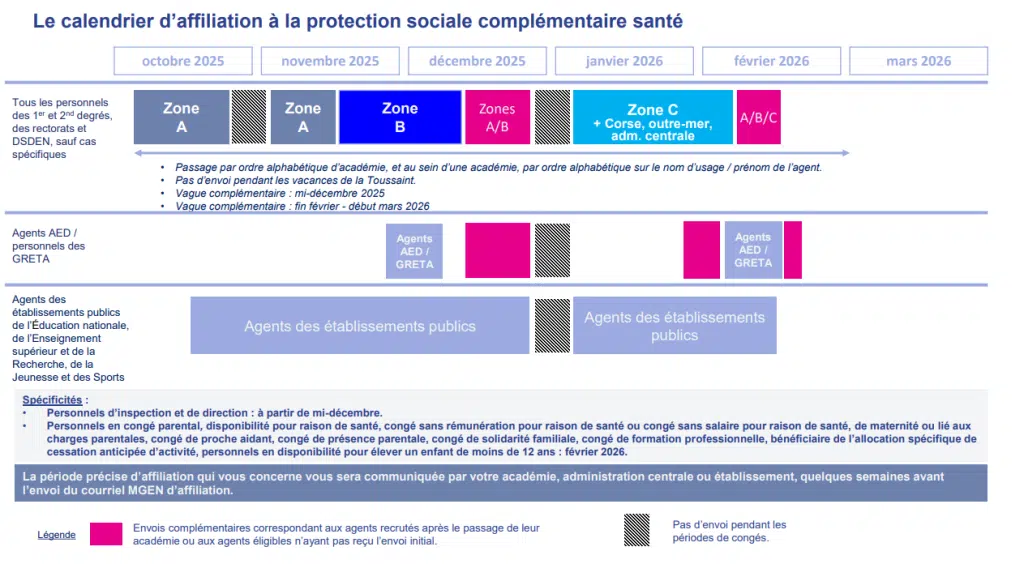 Le calendrier d’affiliation à la protection sociale complémentaire santé
octobre 2025
novembre 2025
décembre 2025
janvier 2026
février 2026
mars 2026
Tous les personnels
des 1er et 2nd degrés,
des rectorats et
DSDEN, sauf cas
spécifiques
Zone
A
Zone
A
Zone
B
Zones
A/B
Zone C
+ Corse, outre-mer,
adm. centrale
A/B/C
• Passage par ordre alphabétique d’académie, et au sein d’une académie, par ordre alphabétique sur le nom d’usage / prénom de l’agent.
• Pas d’envoi pendant les vacances de la Toussaint.
• Vague complémentaire : mi-décembre 2025
• Vague complémentaire : fin février - début mars 2026
Agents AED /
personnels des
GRETA
Agents
AED /
GRETA
Agents
AED /
GRETA
Agents des
établissements publics
de l’Éducation nationale,
de l’Enseignement
supérieur et de la
Recherche, de la
Jeunesse et des Sports
Agents des établissements publics
Agents des établissements
publics
Spécificités :
• Personnels d’inspection et de direction : à partir de mi-décembre.
• Personnels en congé parental, disponibilité pour raison de santé, congé sans rémunération pour raison de santé ou congé sans salaire pour raison de santé, de maternité ou lié aux
charges parentales, congé de proche aidant, congé de présence parentale, congé de solidarité familiale, congé de formation professionnelle, bénéficiaire de l’allocation spécifique de
cessation anticipée d’activité, personnels en disponibilité pour élever un enfant de moins de 12 ans : février 2026.
La période précise d’affiliation qui vous concerne vous sera communiquée par votre académie, administration centrale ou établissement, quelques semaines avant
l’envoi du courriel MGEN d’affiliation.
Légende
Envois complémentaires correspondant aux agents recrutés après le passage de leur
académie ou aux agents éligibles n’ayant pas reçu l’envoi initial.
Pas d’envoi pendant les
périodes de congés.